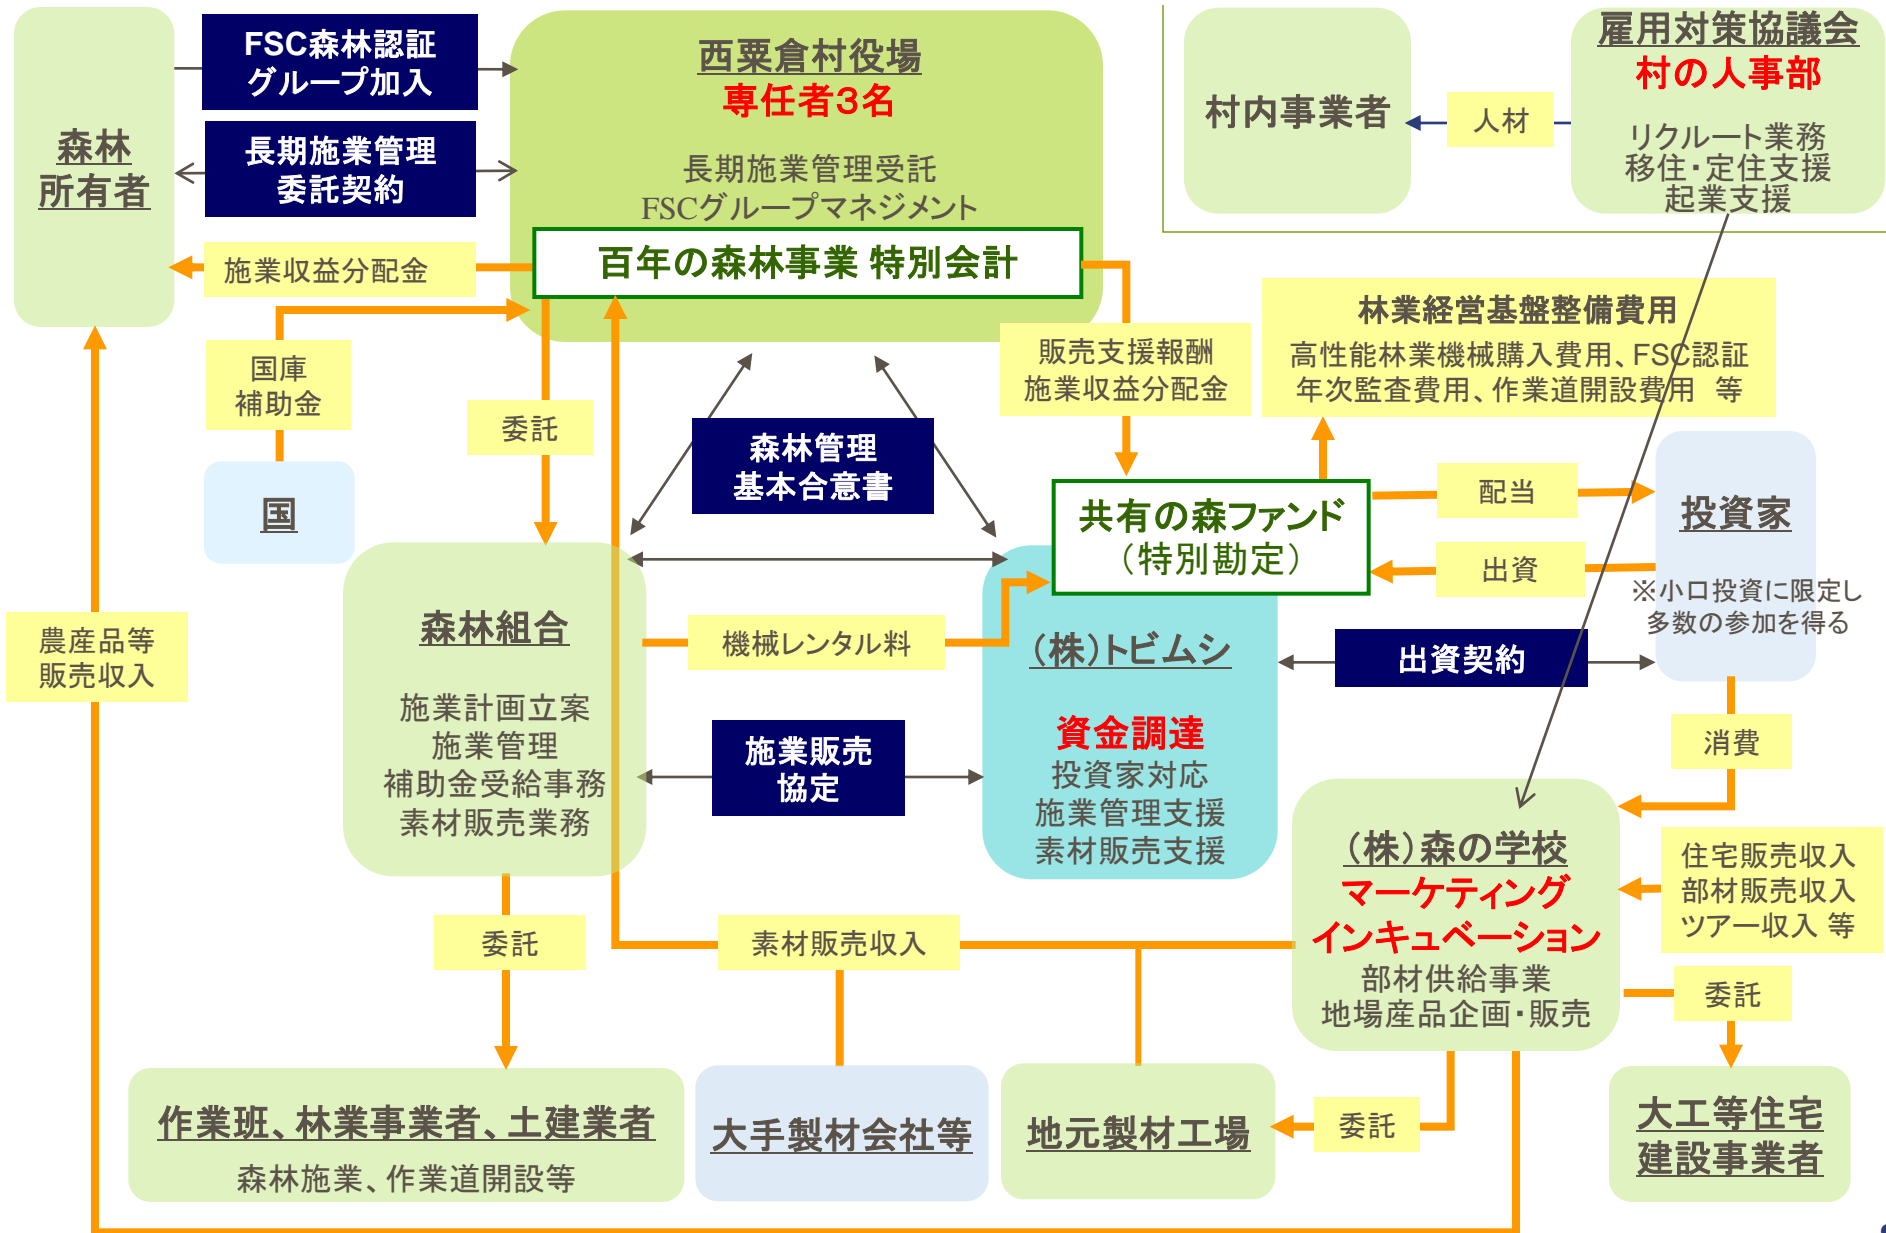 FSC森林認証
グループ加入
長期施業管理
委託契約
森林
所有者
西粟倉村役場
専任者3名
長期施業管理受託
FSCグループマネジメント
百年の森林事業 特別会計
村内事業者
人材
雇用対策協議会
村の人事部
リクルート業務
移住・定住支援
起業支援
施業収益分配金
国庫
補助金
国
委託
森林管理
基本合意書
販売支援報酬
施業収益分配金
林業経営基盤整備費用
高性能林業機械購入費用、FSC認証
年次監査費用、作業道開設費用 等
共有の森ファンド
（特別勘定）
配当
出資
投資家
※小口投資に限定し
多数の参加を得る
出資契約
消費
農産品等
販売収入
森林組合
施業計画立案
施業管理
補助金受給事務
素材販売業務
機械レンタル料
施業販売
協定
（株）トビムシ
資金調達
投資家対応
施業管理支援
素材販売支援
（株）森の学校
マーケティング
インキュベーション
部材供給事業
地場産品企画・販売
住宅販売収入
部材販売収入
ツアー収入 等
委託
素材販売収入
委託
委託
作業班、林業事業者、土建業者
森林施業、作業道開設等
大手製材会社等
地元製材工場
大工等住宅
建設事業者